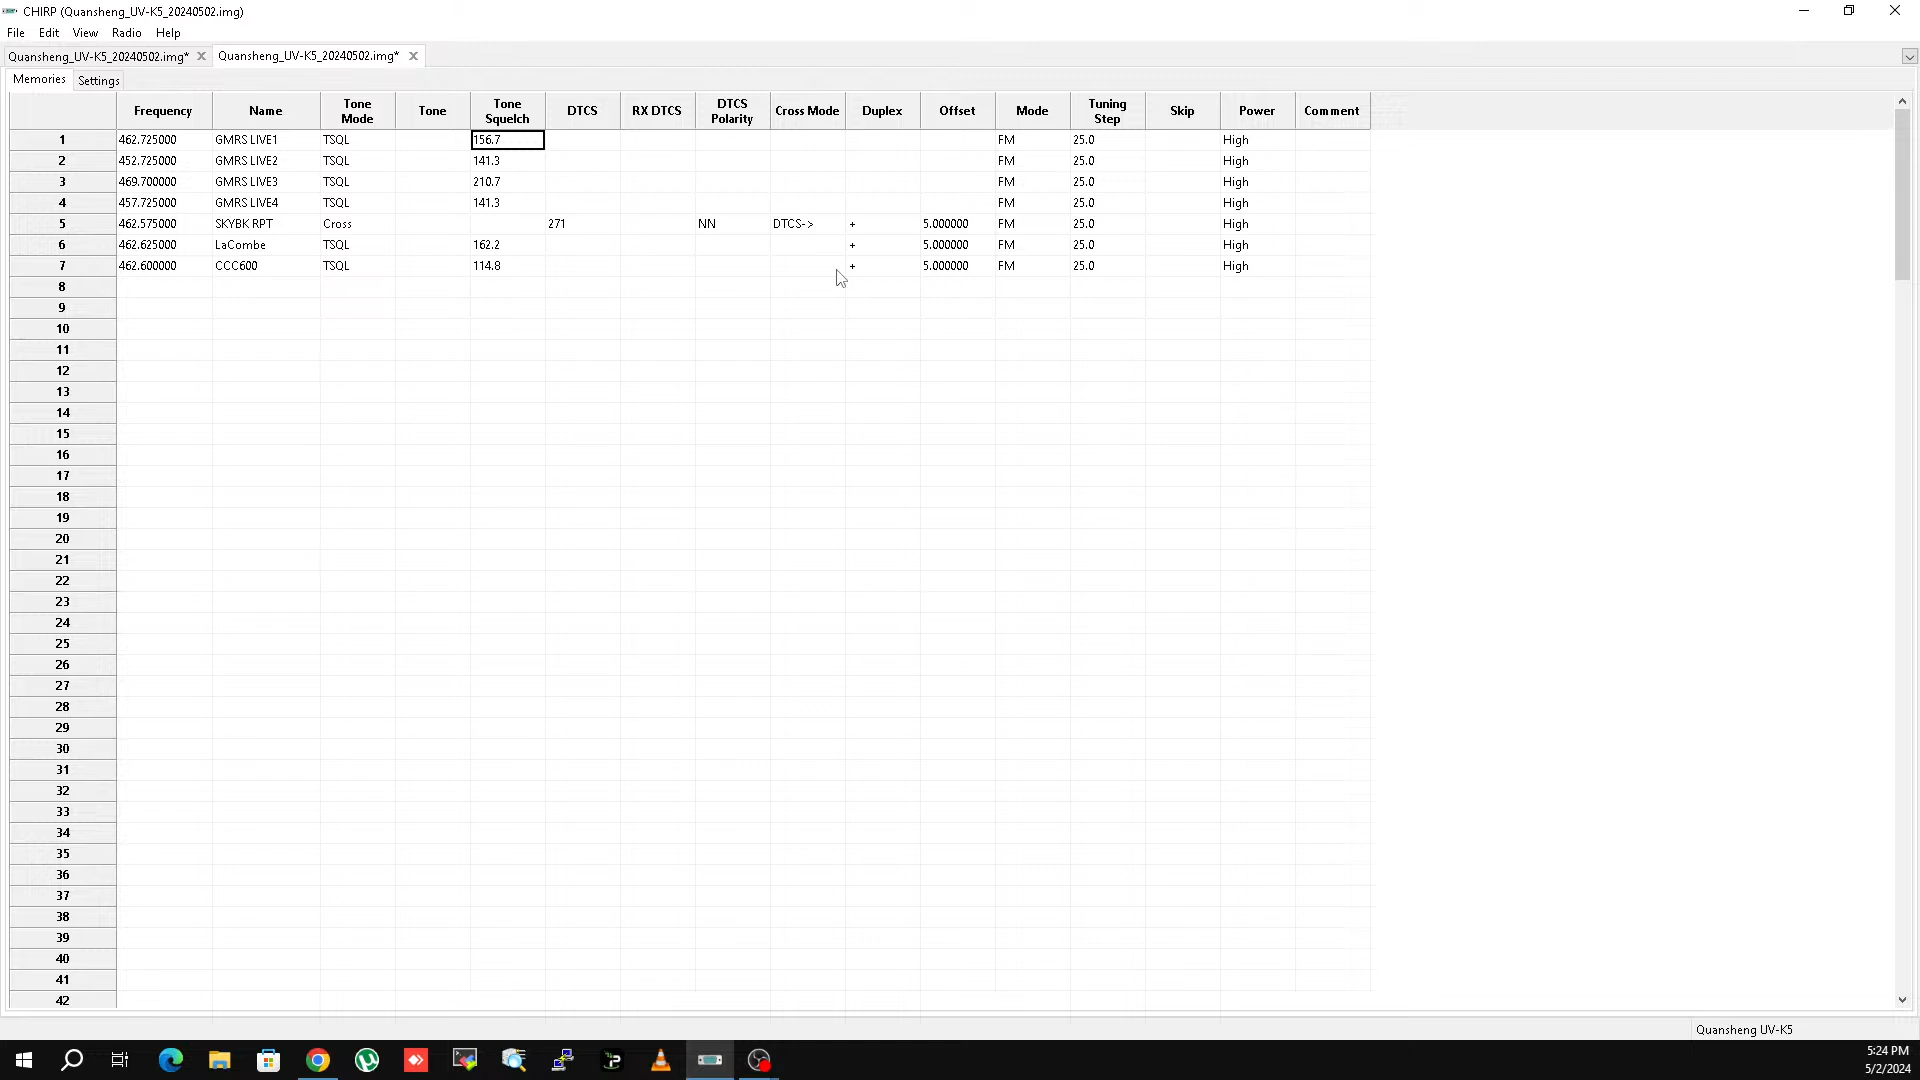 CHIRP (Quansheng_UV-K5_20240502.img)
File Edit View Radio Help
Quansheng_UV-K5_20240502.img* Quansheng_UV-K5_20240502.img*
Memories Settings
Frequency Name Tone Mode Tone Tone Squelch DTCS RX DTCS DTCS Polarity Cross Mode Duplex Offset Mode Tuning Step Skip Power Comment
1 462.725000 GMRS LIVE1 TSQL 156.7 FM 25.0 High
2 452.725000 GMRS LIVE2 TSQL 141.3 FM 25.0 High
3 469.700000 GMRS LIVE3 TSQL 210.7 FM 25.0 High
4 457.725000 GMRS LIVE4 TSQL 141.3 FM 25.0 High
5 462.575000 SKYBK RPT Cross 271 NN DTCS-> + 5.000000 FM 25.0 High
6 462.625000 LaCombe TSQL 162.2 + 5.000000 FM 25.0 High
7 462.600000 CCC600 TSQL 114.8 + 5.000000 FM 25.0 High
8
9
10
11
12
13
14
15
16
17
18
19
20
21
22
23
24
25
26
27
28
29
30
31
32
33
34
35
36
37
38
39
40
41
42
Quansheng UV-K5
5:24 PM
5/2/2024